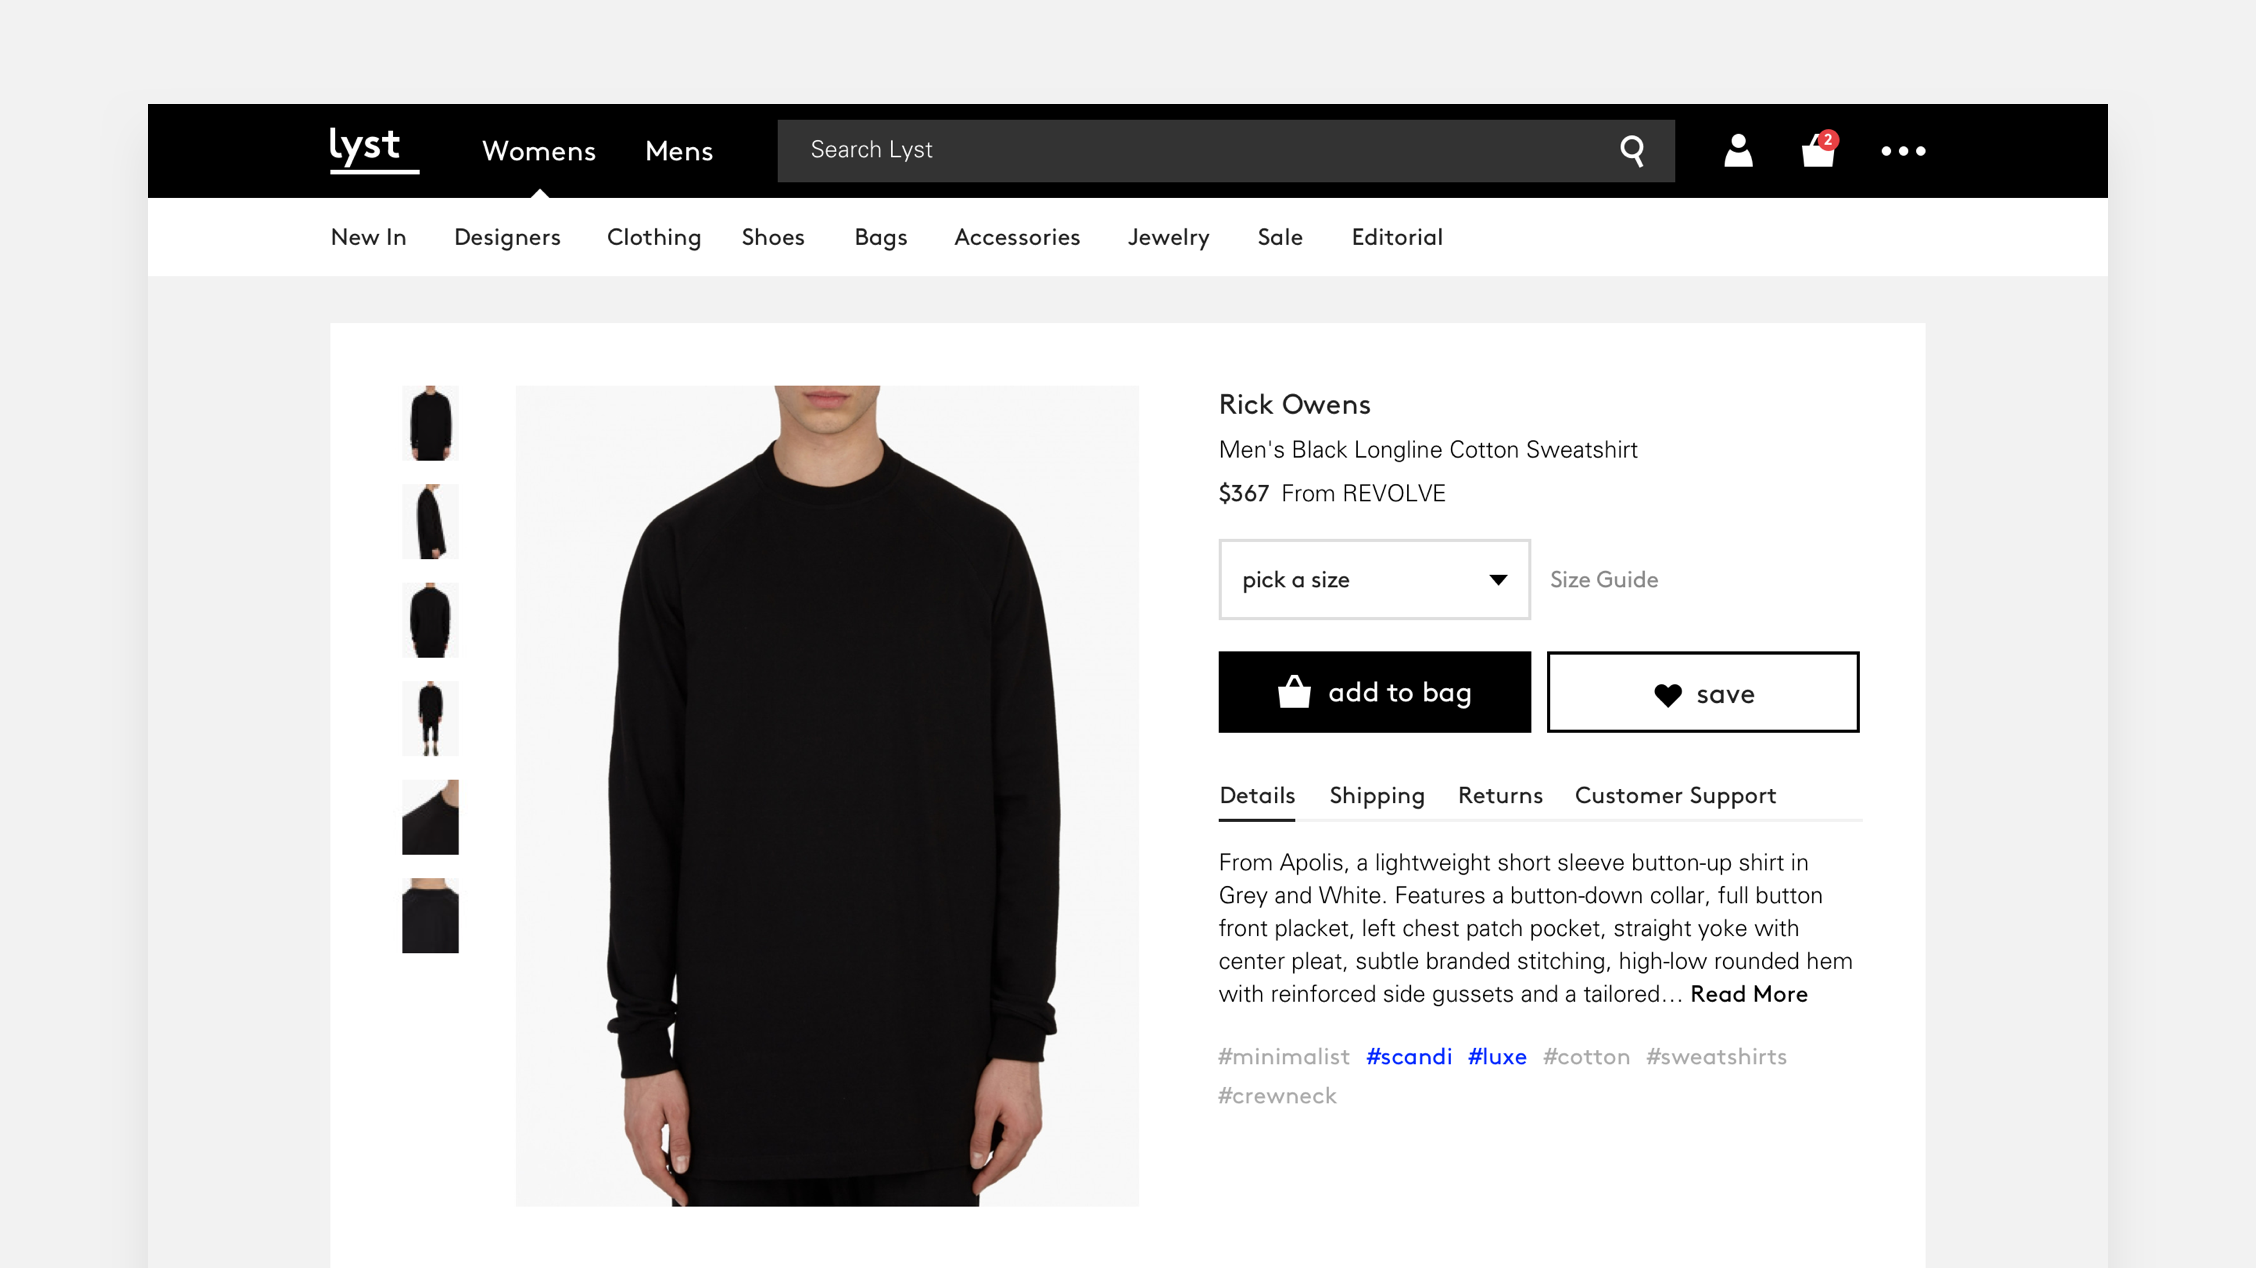 lyst
Womens
Mens
Search Lyst
2
New In
Designers
Clothing
Shoes
Bags
Accessories
Jewelry
Sale
Editorial
Rick Owens
Men's Black Longline Cotton Sweatshirt
$367 From REVOLVE
pick a size
Size Guide
add to bag
save
Details
Shipping
Returns
Customer Support
From Apolis, a lightweight short sleeve button-up shirt in
Grey and White. Features a button-down collar, full button
front placket, left chest patch pocket, straight yoke with
center pleat, subtle branded stitching, high-low rounded hem
with reinforced side gussets and a tailored... Read More
#minimalist #scandi #luxe #cotton #sweatshirts
#crewneck